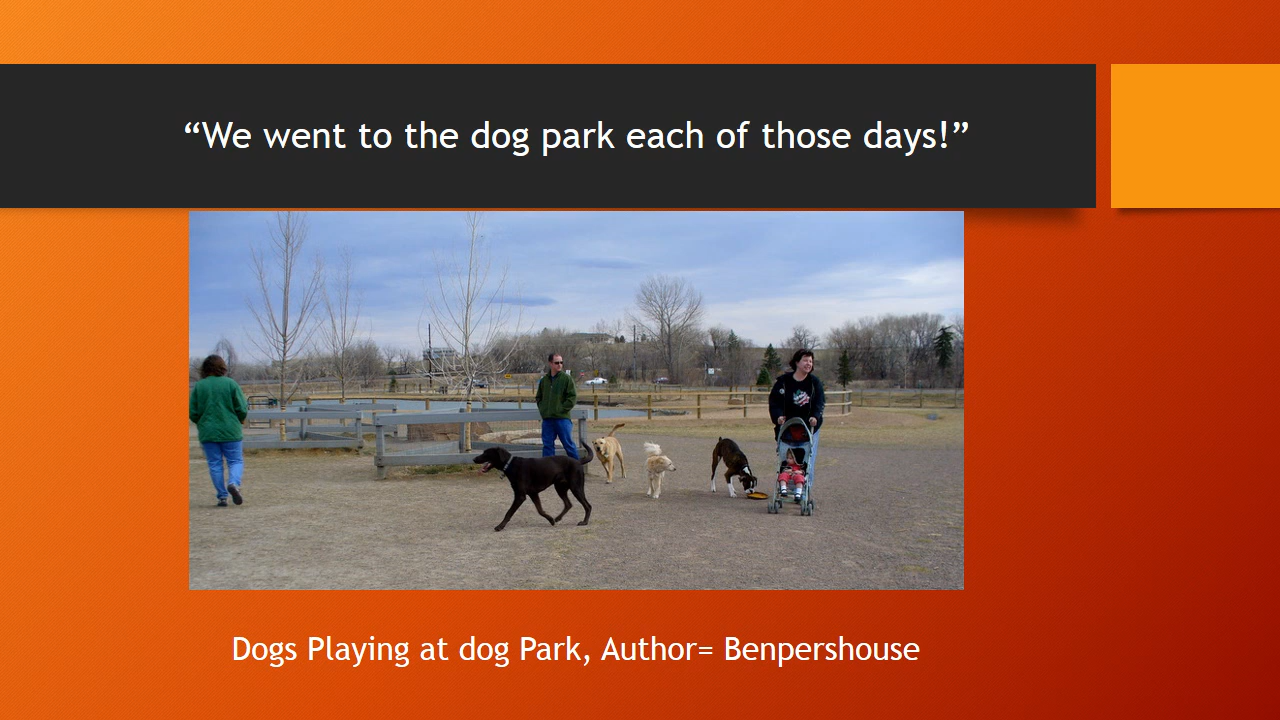 “We went to the dog park each of those days!”
Dogs Playing at dog Park, Author= Benpershouse